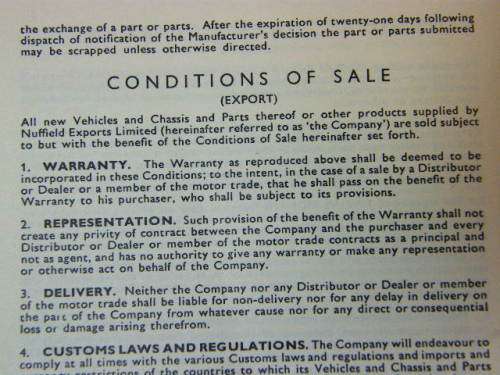 the exchange of a part or parts. After the expiration of twenty-one days following
dispatch of notification of the Manufacturer's decision the part or parts submitted
may be scrapped unless otherwise directed.
CONDITIONS OF SALE
(EXPORT)
All new Vehicles and Chassis and Parts thereof or other products supplied by
Nuffield Exports Limited (hereinafter referred to as 'the Company') are sold subject
to but with the benefit of the Conditions of Sale hereinafter set forth.
1. WARRANTY. The Warranty as reproduced above shall be deemed to be
incorporated in these Conditions; to the intent, in the case of a sale by a Distributor
or Dealer or a member of the motor trade, that he shall pass on the benefit of the
Warranty to his purchaser, who shall be subject to its provisions.
2. REPRESENTATION. Such provision of the benefit of the Warranty shall not
create any privity of contract between the Company and the purchaser and every
Distributor or Dealer or member of the motor trade contracts as a principal and
not as agent, and has no authority to give any warranty or make any representation
or otherwise act on behalf of the Company.
3. DELIVERY. Neither the Company nor any Distributor or Dealer or member
of the motor trade shall be liable for non-delivery nor for any delay in delivery on
the part of the Company from whatever cause nor for any direct or consequential
loss or damage arising therefrom.
4. CUSTOMS LAWS AND REGULATIONS. The Company will endeavour to
comply at all times with the various Customs laws and regulations and imports and
restrictions of the countries to which its Vehicles and Chassis and Parts